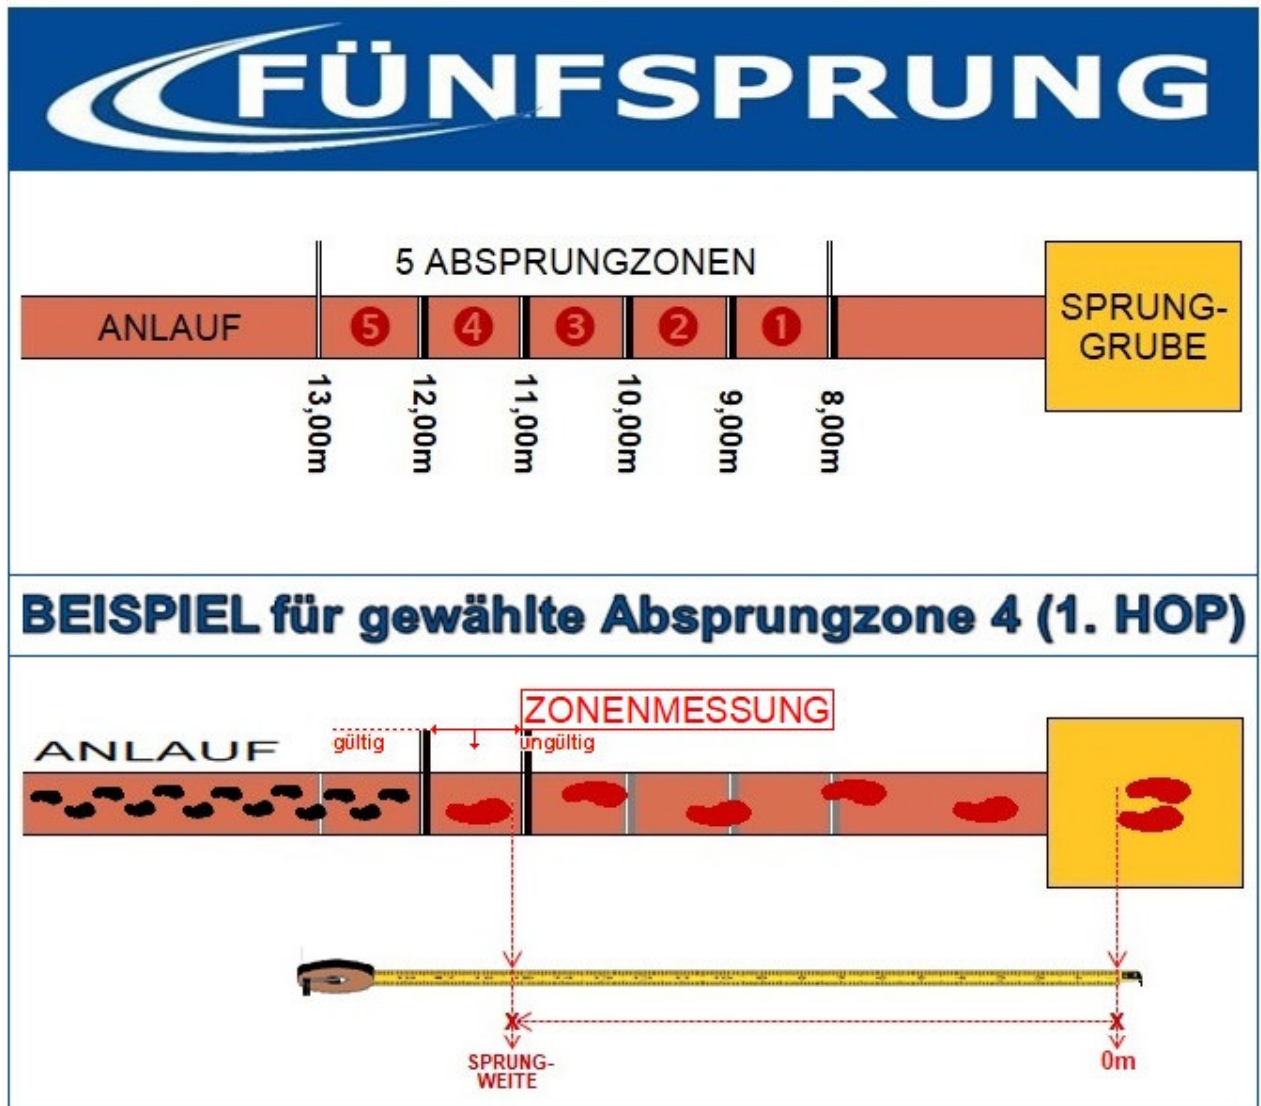 FÜNFSPRUNG
5 ABSPRUNGZONEN
ANLAUF
5
4
3
2
1
SPRUNG-
GRUBE
13,00m
12,00m
11,00m
10,00m
9,00m
8,00m
BEISPIEL für gewählte Absprungzone 4 (1. HOP)
ZONENMESSUNG
gültig
ungültig
ANLAUF
X
X
SPRUNG-
WEITE
0m